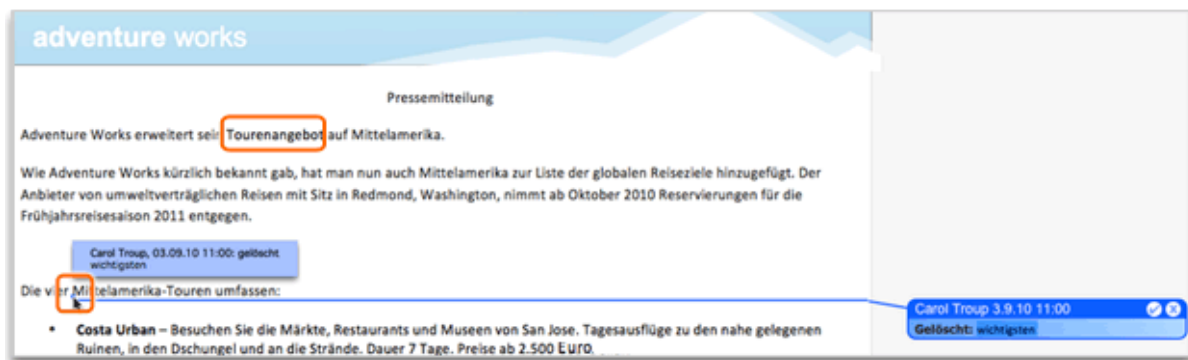 adventure works
Pressemitteilung
Adventure Works erweitert sein Tourenangebot auf Mittelamerika.
Wie Adventure Works kürzlich bekannt gab, hat man nun auch Mittelamerika zur Liste der globalen Reiseziele hinzugefügt. Der
Anbieter von umweltverträglichen Reisen mit Sitz in Redmond, Washington, nimmt ab Oktober 2010 Reservierungen für die
Frühjahrsreisesaison 2011 entgegen.
Carol Troup, 03.09.10 11:00: gelöscht
wichtigsten
Die vier Mittelamerika-Touren umfassen:
Carol Troup 3.9.10 11:00
Gelöscht: wichtigsten
• Costa Urban – Besuchen Sie die Märkte, Restaurants und Museen von San Jose. Tagesausflüge zu den nahe gelegenen
Ruinen, in den Dschungel und an die Strände. Dauer 7 Tage. Preise ab 2.500 Euro.